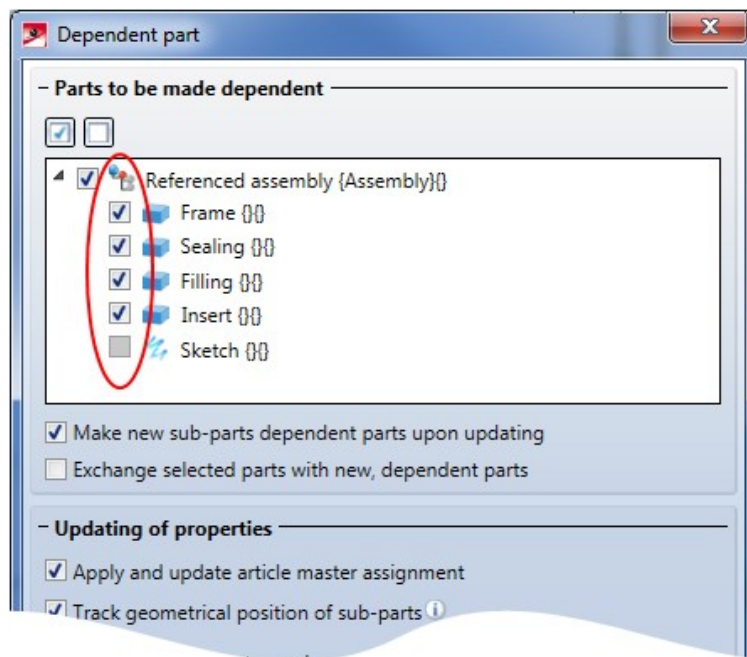 Dependent part
Parts to be made dependent
Referenced assembly {Assembly}{}
Frame {}{}
Sealing {}{}
Filling {}{}
Insert {}{}
Sketch {}{}
Make new sub-parts dependent parts upon updating
Exchange selected parts with new, dependent parts
Updating of properties
Apply and update article master assignment
Track geometrical position of sub-parts